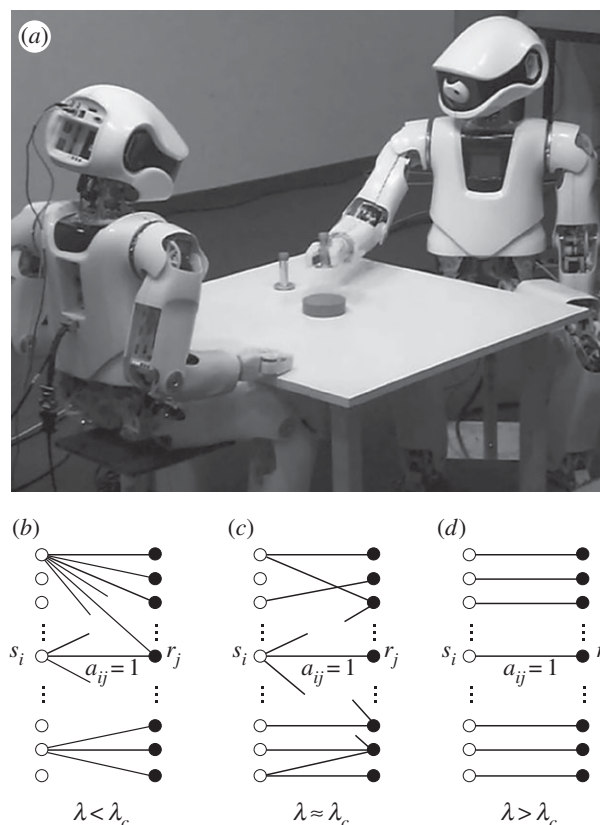 (a)
(b) (c) (d)
s_i a_ij = 1 r_j s_i a_ij = 1 r_j s_i a_ij = 1 r
λ < λ_c λ ≈ λ_c λ > λ_c